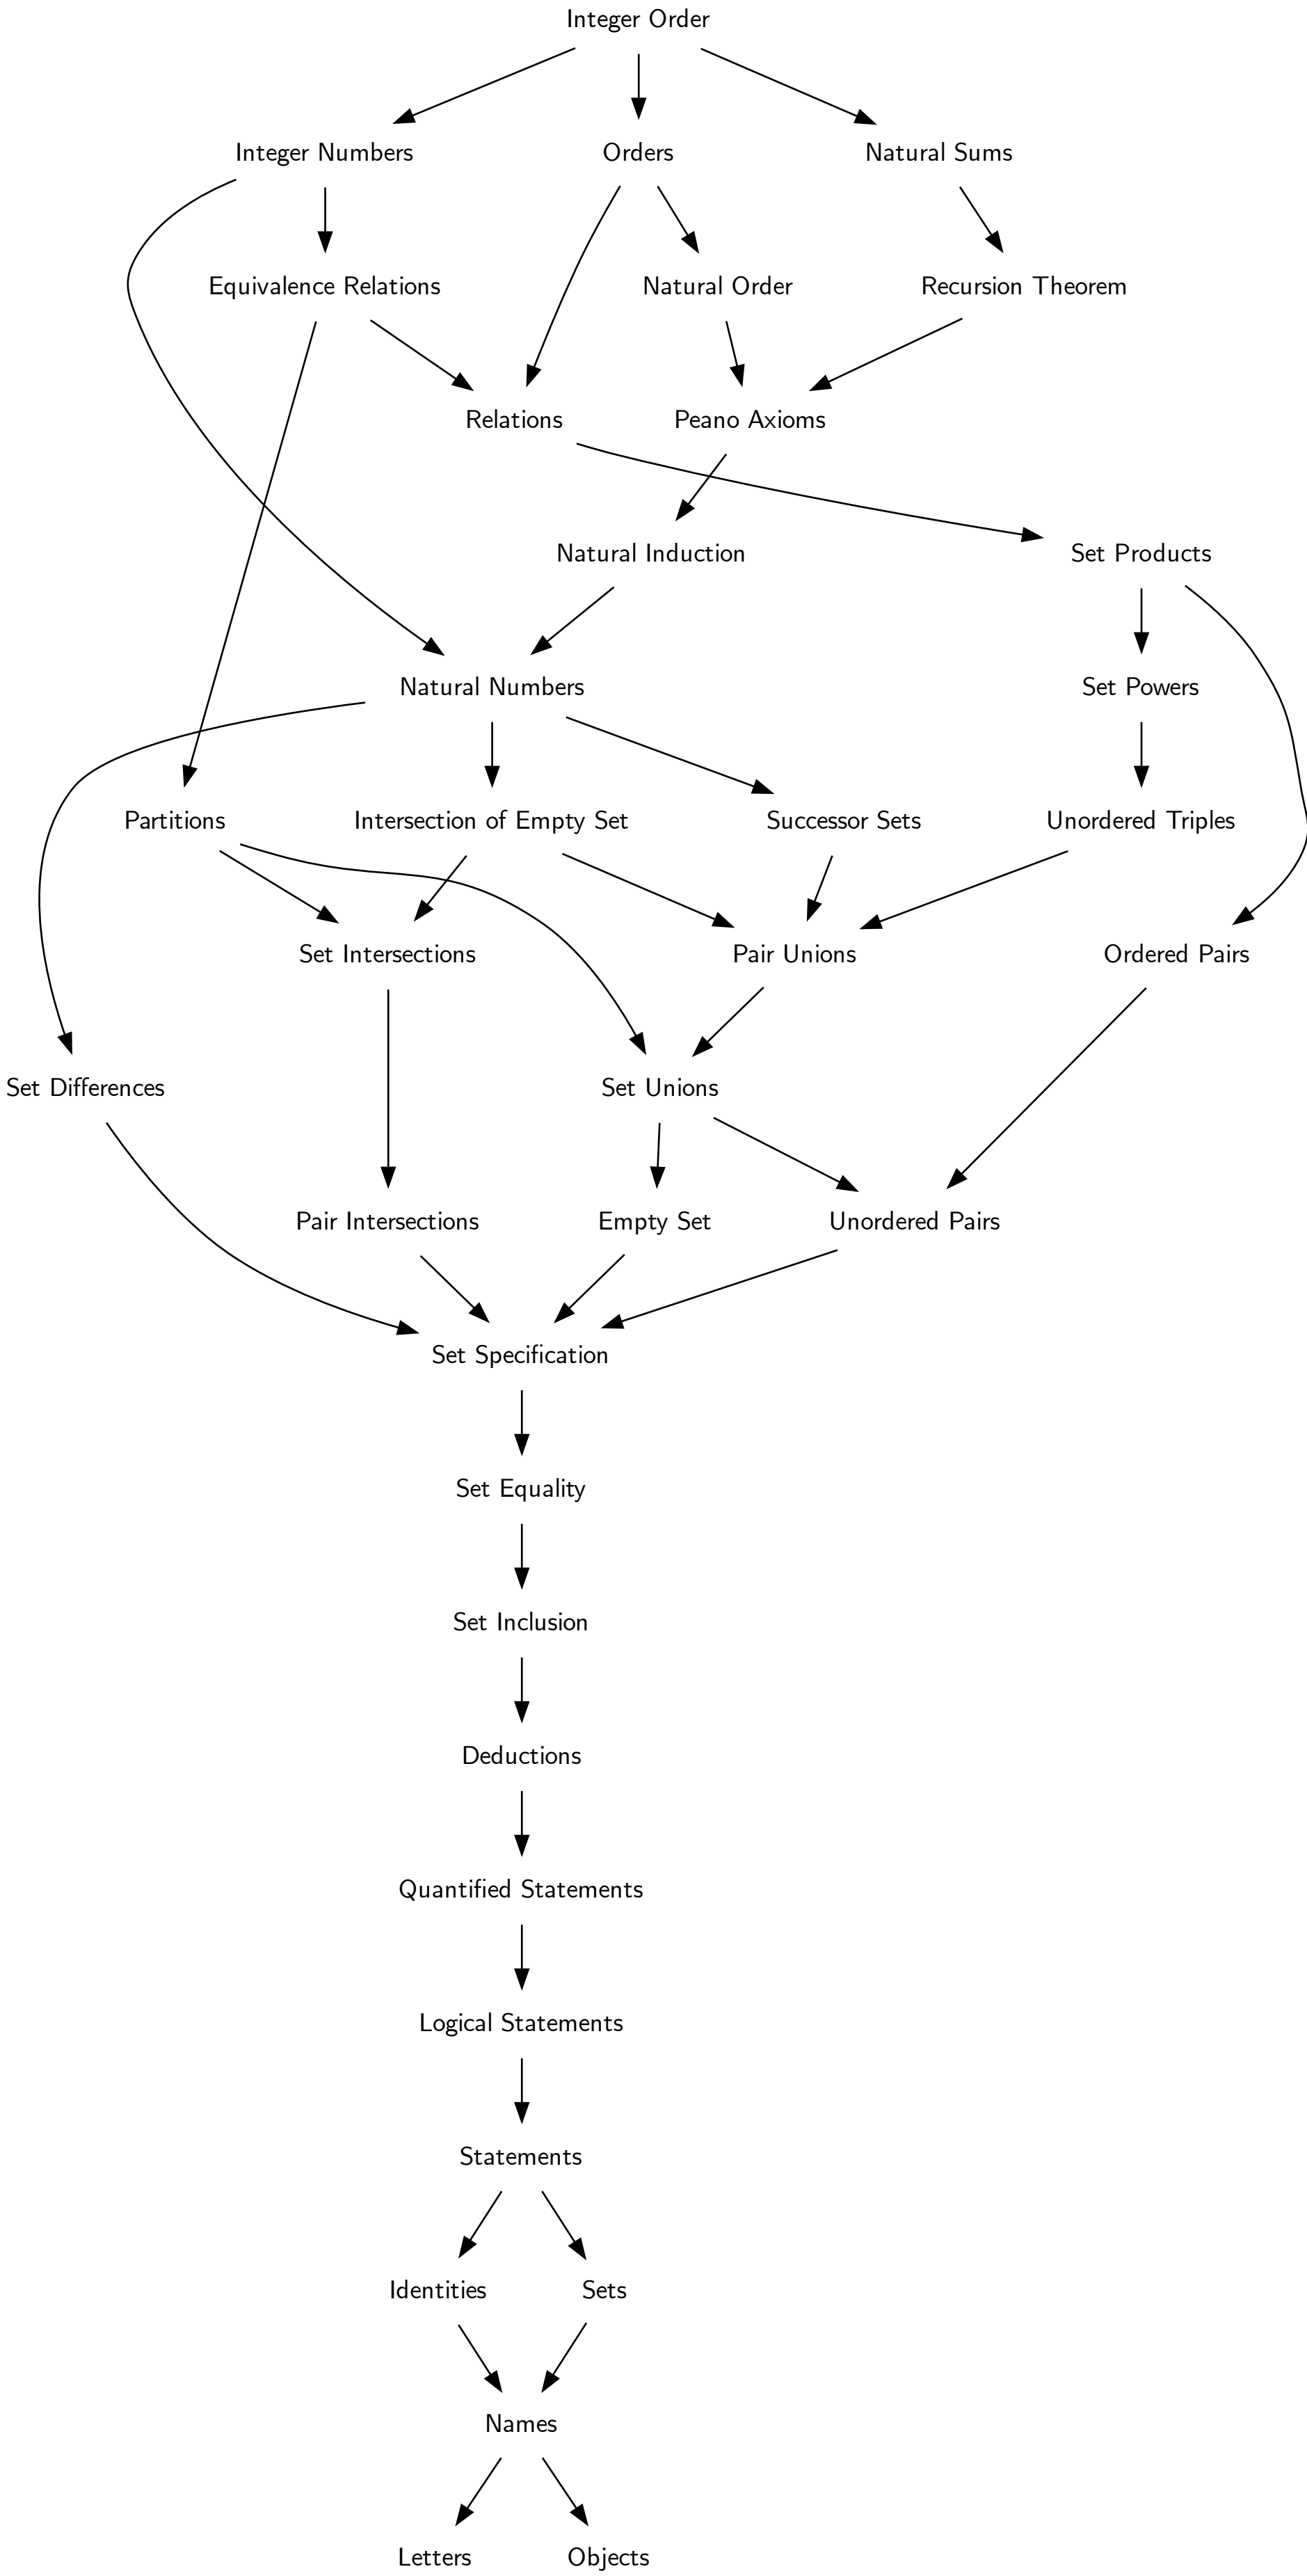 Integer Order
Integer Numbers
Orders
Natural Sums
Equivalence Relations
Natural Order
Recursion Theorem
Relations
Peano Axioms
Natural Induction
Set Products
Natural Numbers
Set Powers
Partitions
Intersection of Empty Set
Successor Sets
Unordered Triples
Set Intersections
Pair Unions
Ordered Pairs
Set Differences
Set Unions
Pair Intersections
Empty Set
Unordered Pairs
Set Specification
Set Equality
Set Inclusion
Deductions
Quantified Statements
Logical Statements
Statements
Identities
Sets
Names
Letters
Objects